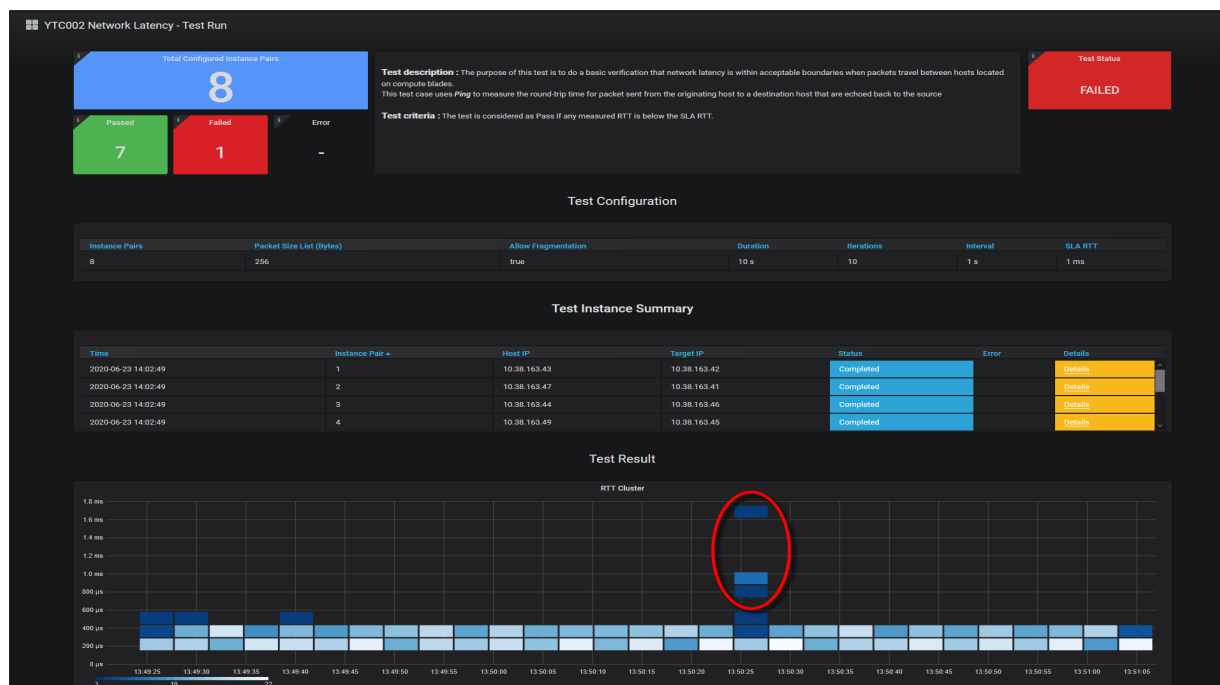 YTC002 Network Latency - Test Run
Total Configured Instance Pairs
8
Passed
7
Failed
1
Error
-
Test description : The purpose of this test is to do a basic verification that network latency is within acceptable boundaries when packets travel between hosts located
on compute blades.
This test case uses Ping to measure the round-trip time for packet sent from the originating host to a destination host that are echoed back to the source
Test criteria : The test is considered as Pass if any measured RTT is below the SLA RTT.
Test Status
FAILED
Test Configuration
Instance Pairs Packet Size List (Bytes) Allow Fragmentation Duration Iterations Interval SLA RTT
8 256 true 10 s 10 1 s 1 ms
Test Instance Summary
Time Instance Pair Host IP Target IP Status Error Details
2020-06-23 14:02:49 1 10.38.163.43 10.38.163.42 Completed Details
2020-06-23 14:02:49 2 10.38.163.47 10.38.163.41 Completed Details
2020-06-23 14:02:49 3 10.38.163.44 10.38.163.46 Completed Details
2020-06-23 14:02:49 4 10.38.163.49 10.38.163.45 Completed Details
Test Result
RTT Cluster
1.8 ms
1.6 ms
1.4 ms
1.2 ms
1.0 ms
800 µs
600 µs
400 µs
200 µs
0 µs
13:49:25 13:49:30 13:49:35 13:49:40 13:49:45 13:49:50 13:49:55 13:50:00 13:50:05 13:50:10 13:50:15 13:50:20 13:50:25 13:50:30 13:50:35 13:50:40 13:50:45 13:50:50 13:50:55 13:51:00 13:51:05